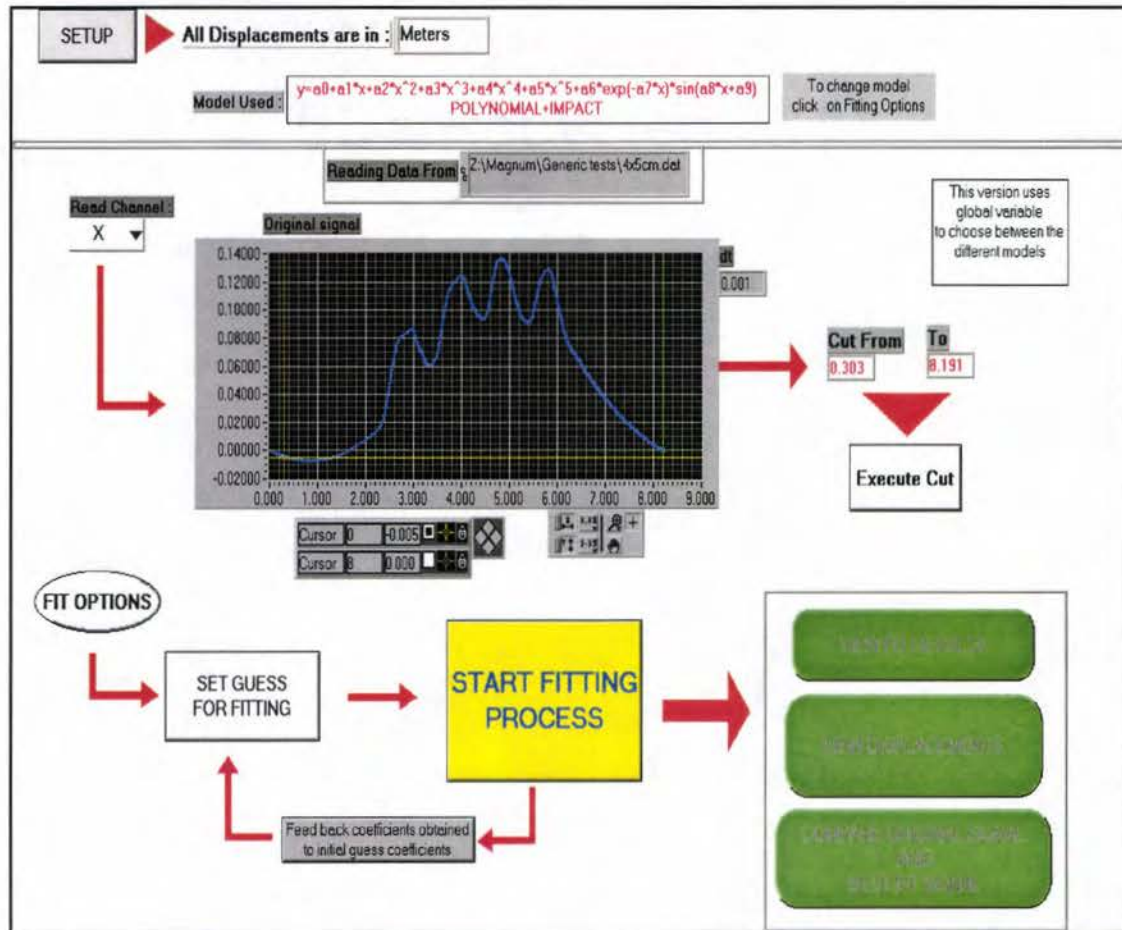 SETUP
All Displacements are in :
Meters
Model Used :
y=a0+a1*x+a2*x^2+a3*x^3+a4*x^4+a5*x^5+a6*exp(-a7*x)*sin(a8*x+a9)
POLYNOMIAL+IMPACT
To change model
click on Fitting Options
Reading Data From
Z:\Magnum\Generic tests\4x5cm.dat
This version uses
global variable
to choose between the
different models
Read Channel :
X
Original signal
0.14000
0.12000
0.10000
0.08000
0.06000
0.04000
0.02000
0.00000
-0.02000
0.000 1.000 2.000 3.000 4.000 5.000 6.000 7.000 8.000 9.000
dt
0.001
Cut From
To
0.303
8.191
Execute Cut
Cursor 0 -0.005
Cursor 8 0.000
FIT OPTIONS
SET GUESS
FOR FITTING
START FITTING
PROCESS
Feed back coefficients obtained
to initial guess coefficients
AND